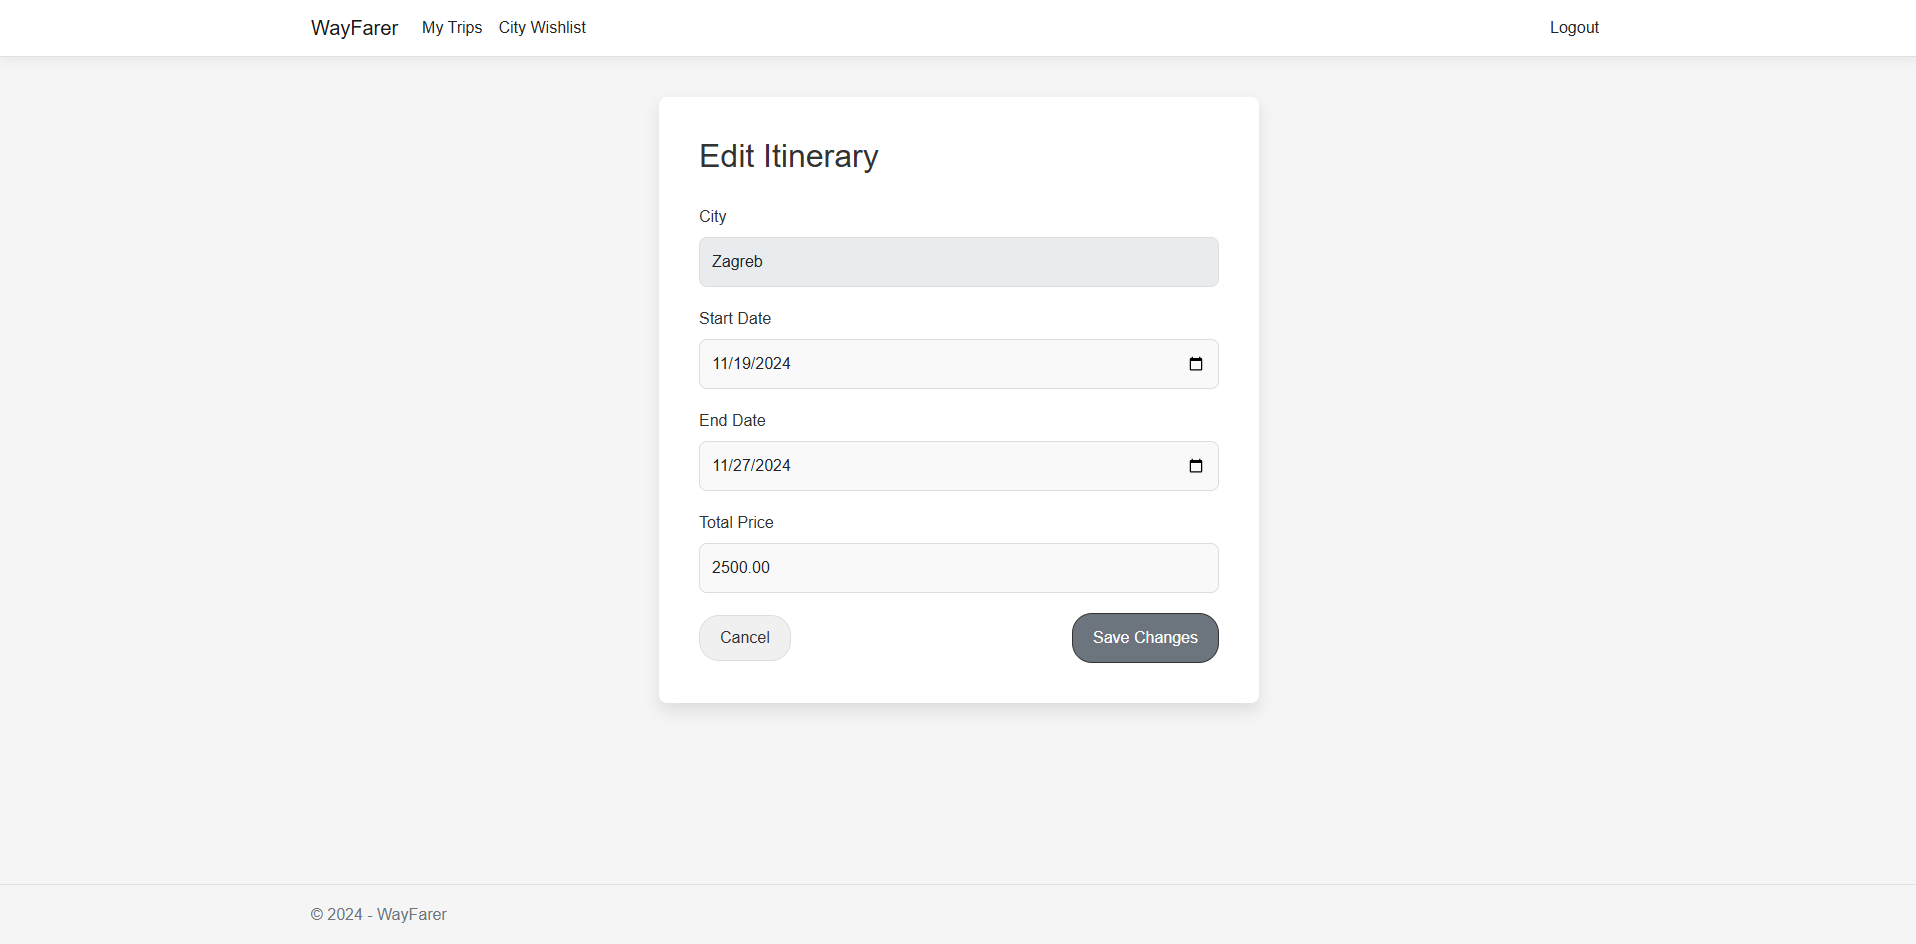 WayFarer My Trips City Wishlist Logout
Edit Itinerary
City
Zagreb
Start Date
11/19/2024
End Date
11/27/2024
Total Price
2500.00
Cancel Save Changes
© 2024 - WayFarer